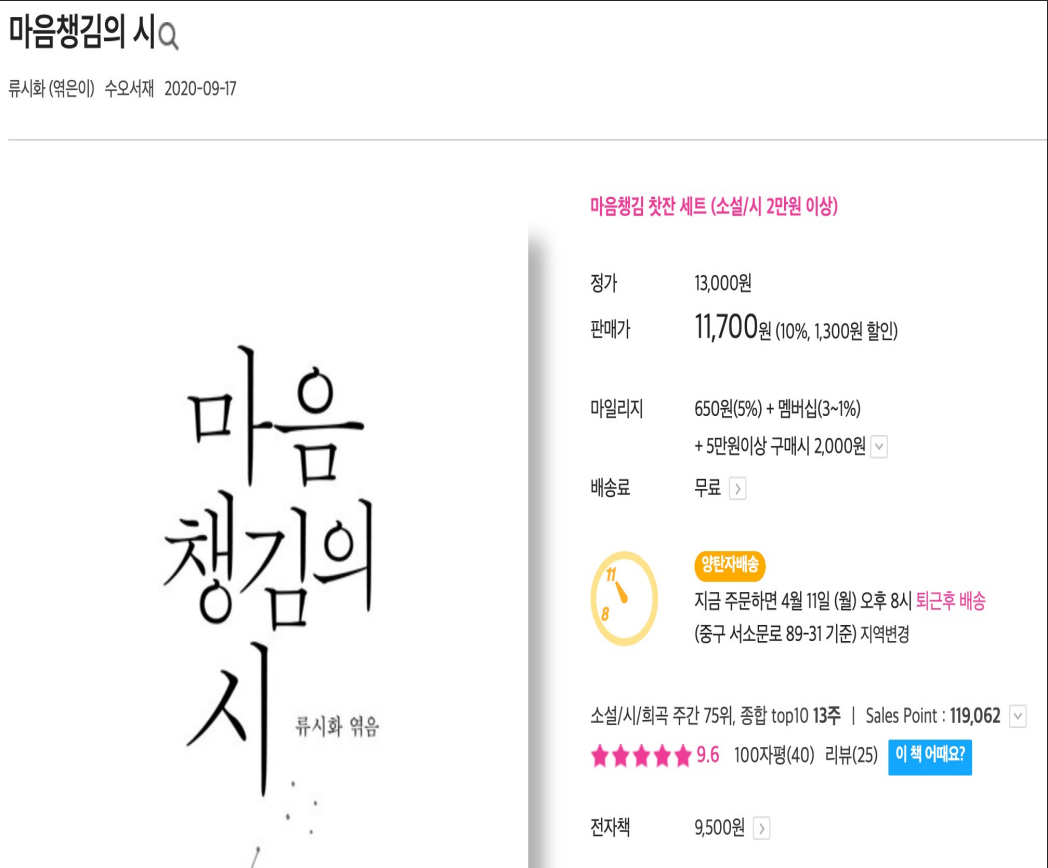 마음챙김의 시
류시화 (엮은이) 수오서재 2020-09-17
마음챙김 찻잔 세트 (소설/시 2만원 이상)
정가 13,000원
판매가 11,700원 (10%, 1,300원 할인)
마일리지 650원(5%) + 멤버십(3~1%)
+ 5만원이상 구매시 2,000원
배송료 무료
양탄자배송
11
8
지금 주문하면 4월 11일 (월) 오후 8시 퇴근후 배송
(중구 서소문로 89-31 기준) 지역변경
소설/시/희곡 주간 75위, 종합 top10 13주 | Sales Point : 119,062
9.6 100자평(40) 리뷰(25) 이 책 어때요?
전자책 9,500원
마음
챙김의
시
류시화 엮음